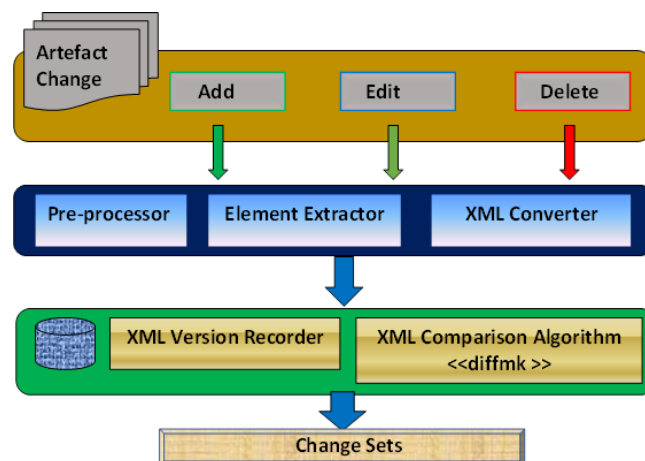 Artefact
Change
Add
Edit
Delete
Pre-processor
Element Extractor
XML Converter
XML Version Recorder
XML Comparison Algorithm
<<diffmk >>
Change Sets